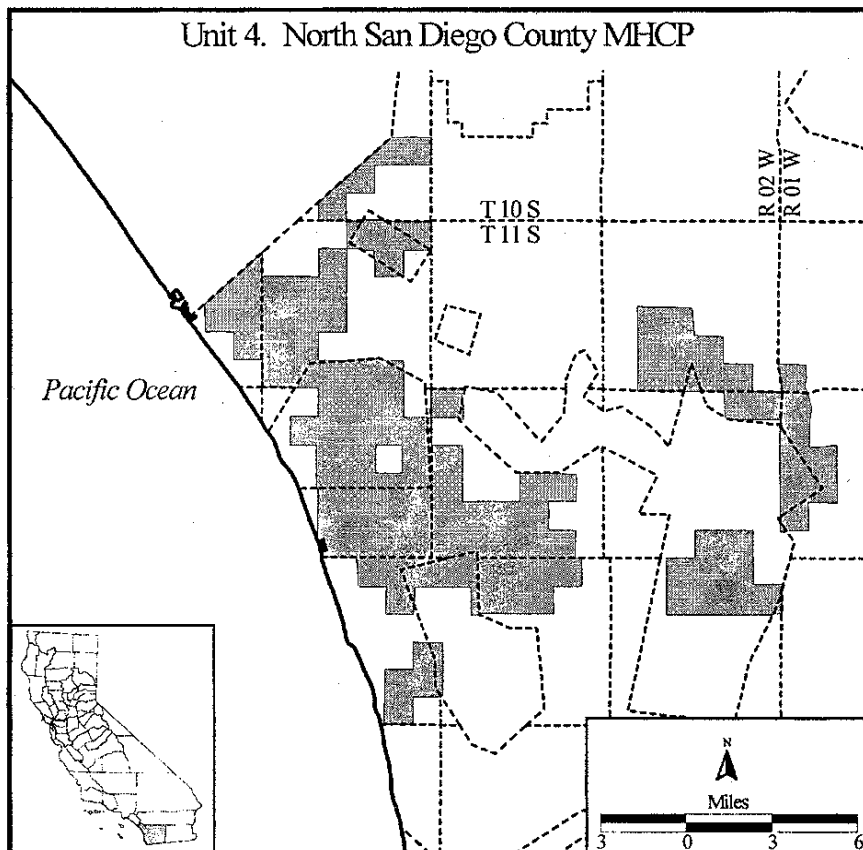 Unit 4. North San Diego County MHCP
R 02 W
R 01 W
T 10 S
T 11 S
Pacific Ocean
N
Miles
3 0 3 6